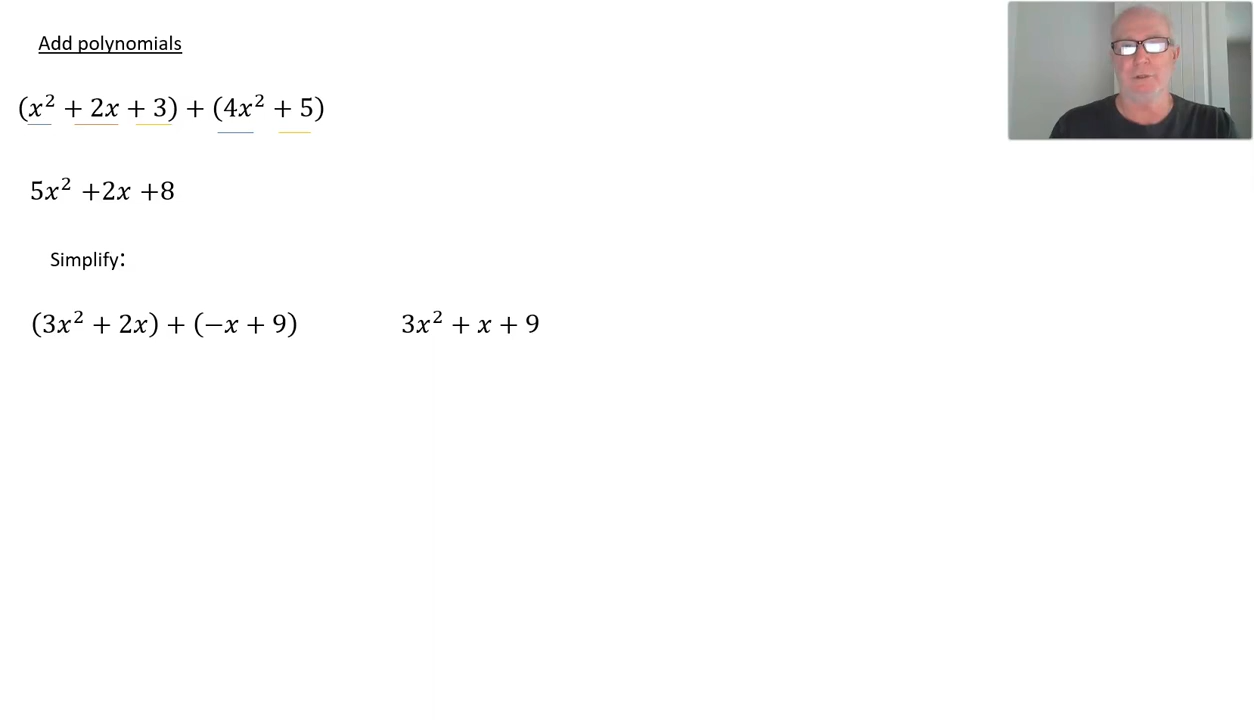 Add polynomials
(x² + 2x + 3) + (4x² + 5)
5x² +2x +8
Simplify:
(3x² + 2x) + (−x + 9) 3x² + x + 9